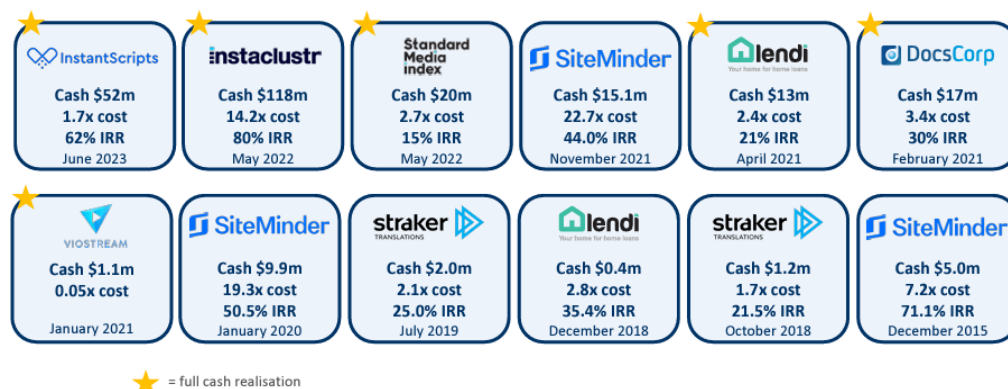 InstantScripts
Cash $52m
1.7x cost
62% IRR
June 2023
instaclustr
Cash $118m
14.2x cost
80% IRR
May 2022
Standard
Media
index
Cash $20m
2.7x cost
15% IRR
May 2022
SiteMinder
Cash $15.1m
22.7x cost
44.0% IRR
November 2021
lendi
Your home for home loans
Cash $13m
2.4x cost
21% IRR
April 2021
DocsCorp
Cash $17m
3.4x cost
30% IRR
February 2021
VIOSTREAM
Cash $1.1m
0.05x cost
January 2021
SiteMinder
Cash $9.9m
19.3x cost
50.5% IRR
January 2020
straker
TRANSLATIONS
Cash $2.0m
2.1x cost
25.0% IRR
July 2019
lendi
Your home for home loans
Cash $0.4m
2.8x cost
35.4% IRR
December 2018
straker
TRANSLATIONS
Cash $1.2m
1.7x cost
21.5% IRR
October 2018
SiteMinder
Cash $5.0m
7.2x cost
71.1% IRR
December 2015
= full cash realisation